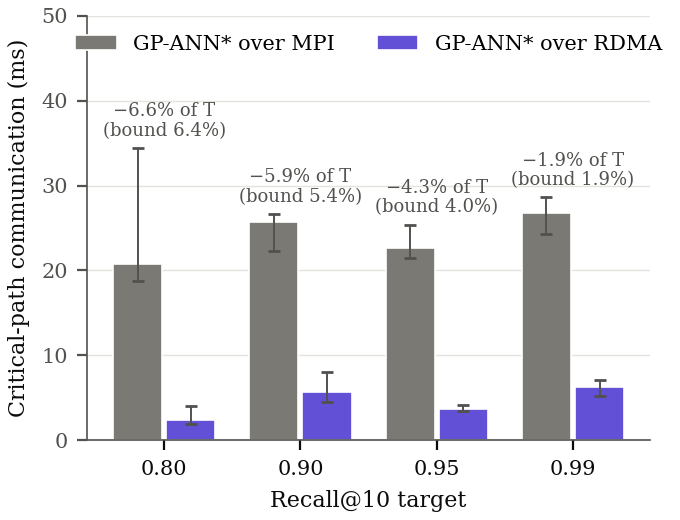 GP-ANN* over MPI
GP-ANN* over RDMA
Critical-path communication (ms)
50
40
30
20
10
0
−6.6% of T
(bound 6.4%)
−5.9% of T
(bound 5.4%)
−4.3% of T
(bound 4.0%)
−1.9% of T
(bound 1.9%)
0.80
0.90
0.95
0.99
Recall@10 target